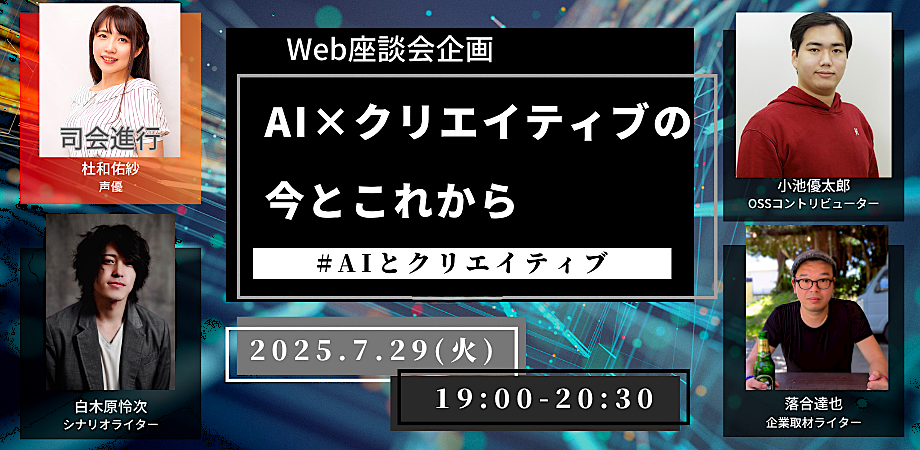 Web座談会企画
AI×クリエイティブの
今とこれから
#AIとクリエイティブ
2025.7.29(火)
19:00-20:30
司会進行
杜和佑紗
声優
小池優太郎
OSSコントリビューター
白木原怜次
シナリオライター
落合達也
企業取材ライター